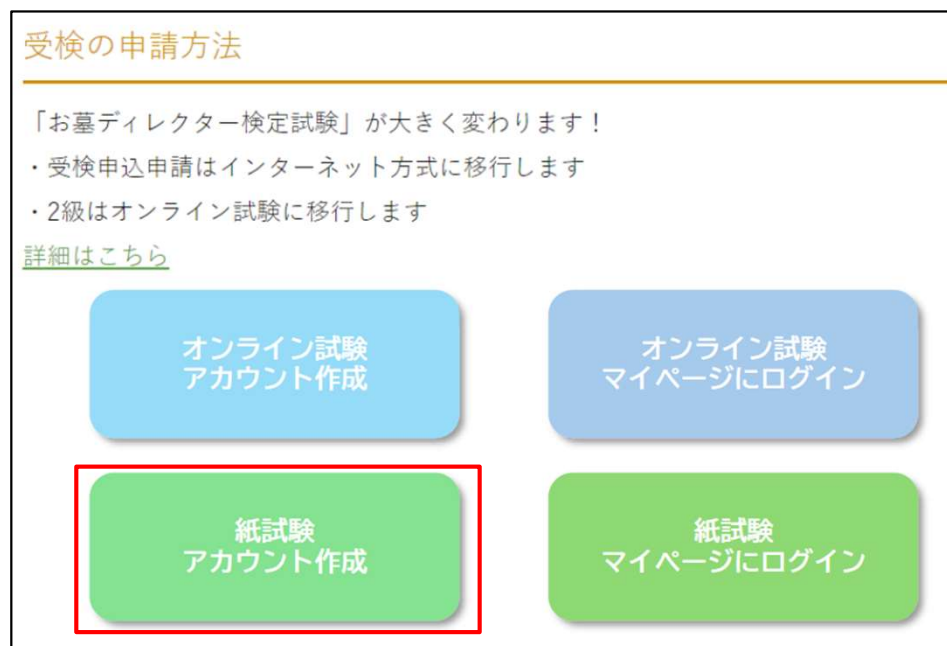 受検の申請方法
「お墓ディレクター検定試験」が大きく変わります！
・受検申込申請はインターネット方式に移行します
・2級はオンライン試験に移行します
詳細はこちら
オンライン試験
アカウント作成
オンライン試験
マイページにログイン
紙試験
アカウント作成
紙試験
マイページにログイン